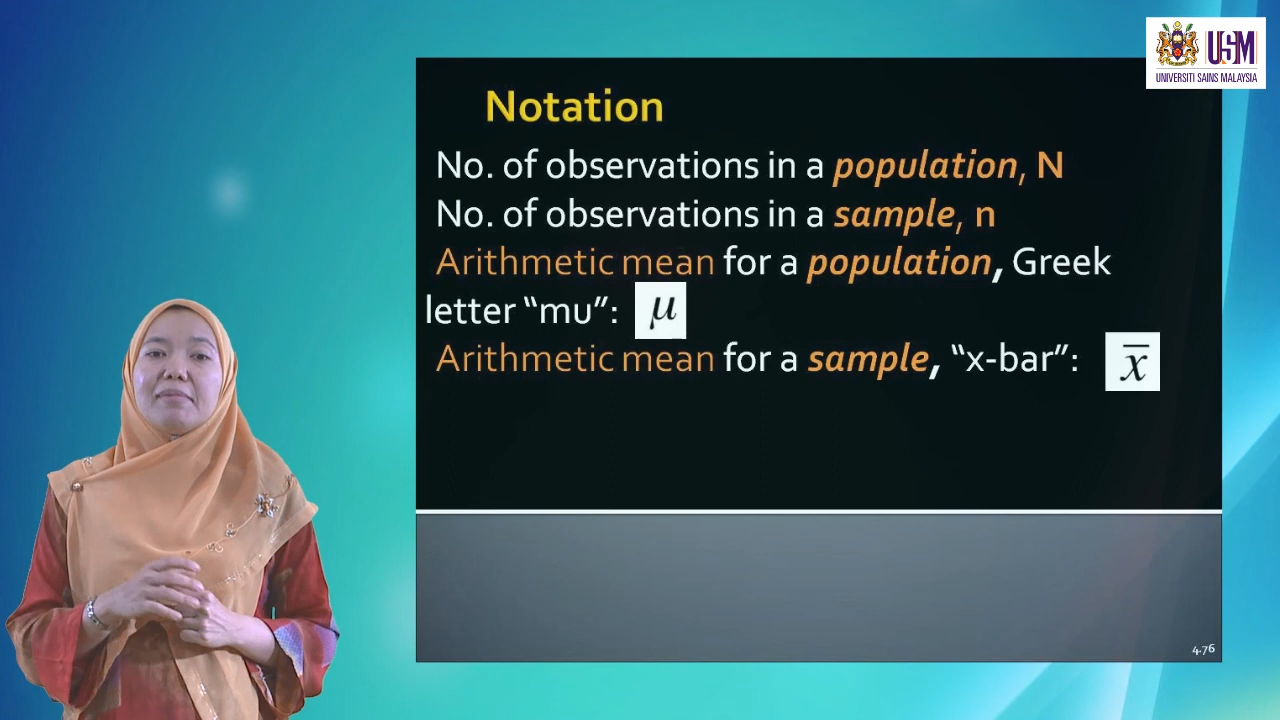 USM
UNIVERSITI SAINS MALAYSIA
Notation
No. of observations in a population, N
No. of observations in a sample, n
Arithmetic mean for a population, Greek
letter “mu”: μ
Arithmetic mean for a sample, “x-bar”: x̄
4.76